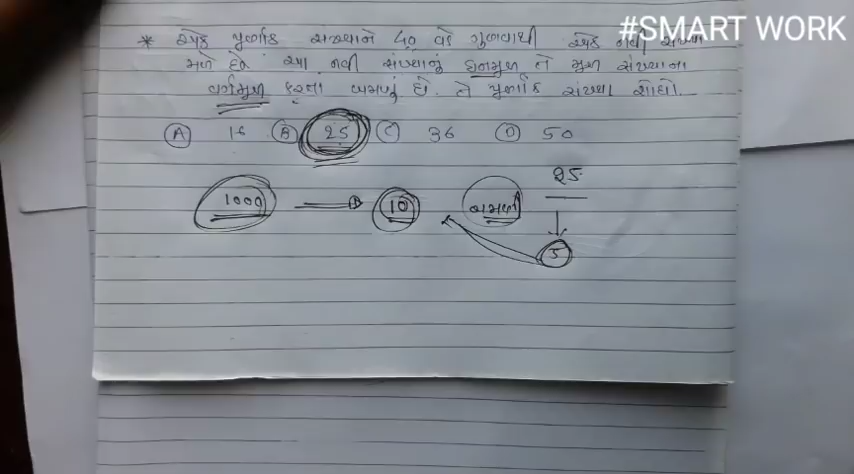 #SMART WORK
* એક પૂર્ણાંક સંખ્યાને 40 વડે ગુણવાથી એક નવી સંખ્યા
મળે છે. આ નવી સંખ્યાનું ઘનમૂળ તે મૂળ સંખ્યાના
વર્ગમૂળ કરતાં બમણું છે. તે પૂર્ણાંક સંખ્યા શોધો.
A 16 B 25 C 36 D 50
25
1000 → 10 બમણી
5